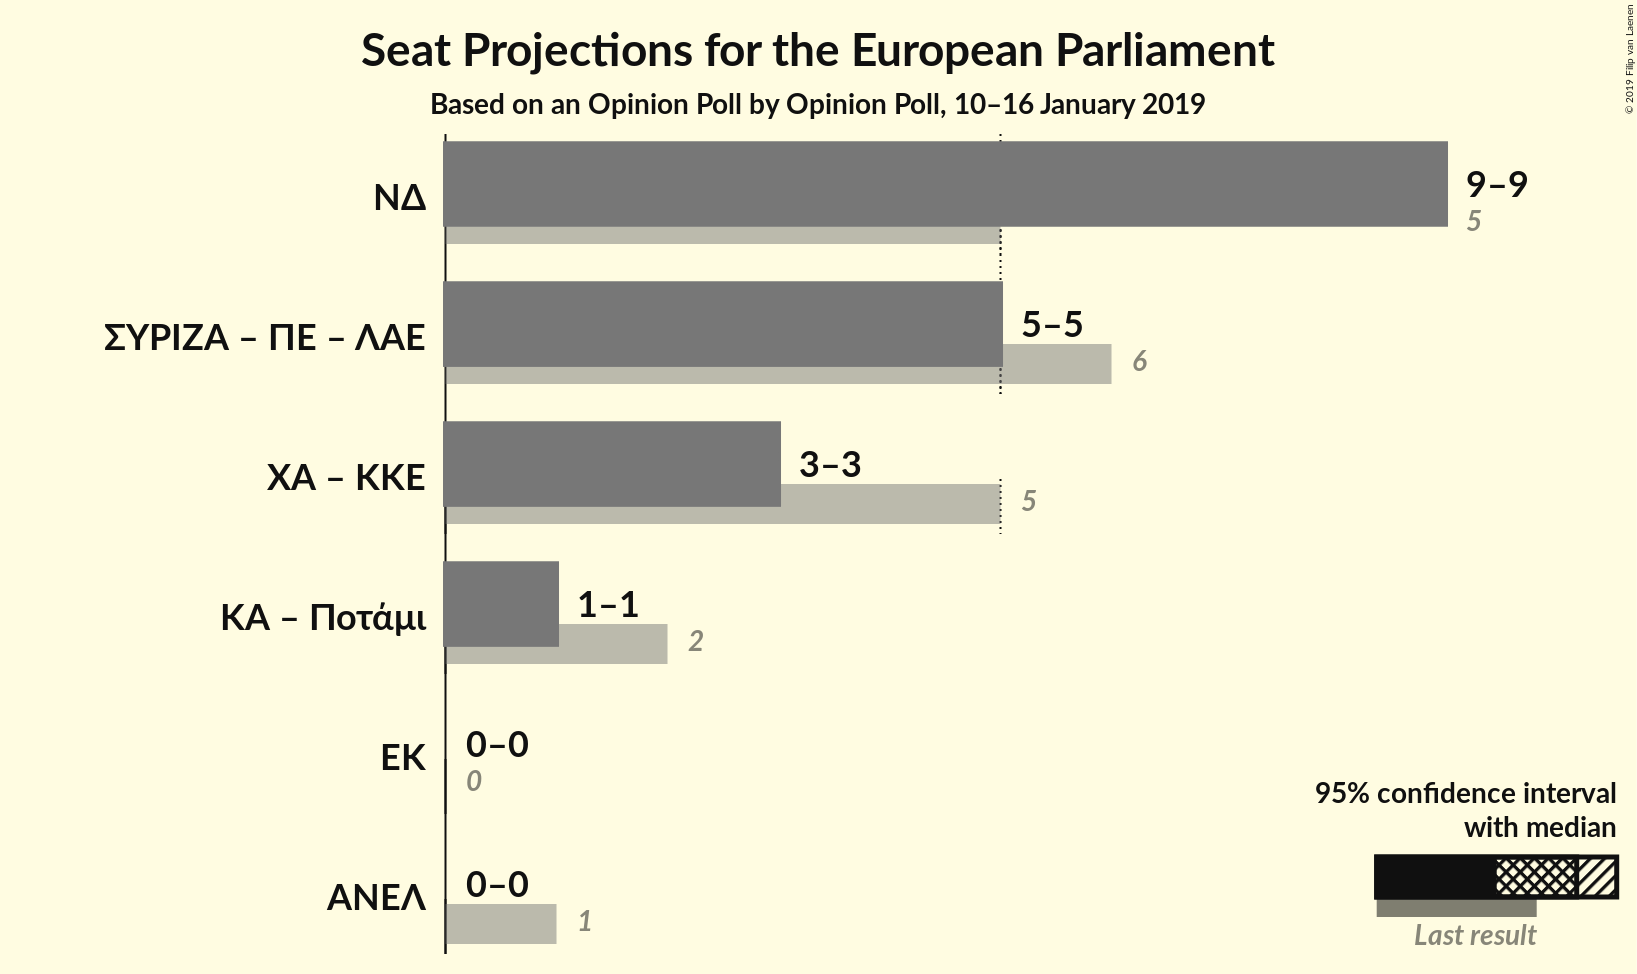 Seat Projections for the European Parliament
Based on an Opinion Poll by Opinion Poll, 10–16 January 2019
© 2019 Filip van Laenen
ΝΔ
9–9
5
ΣΥΡΙΖΑ – ΠΕ – ΛΑΕ
5–5
6
ΧΑ – ΚΚΕ
3–3
5
ΚΑ – Ποτάμι
1–1
2
ΕΚ
0–0
0
ΑΝΕΛ
0–0
1
95% confidence interval
with median
Last result